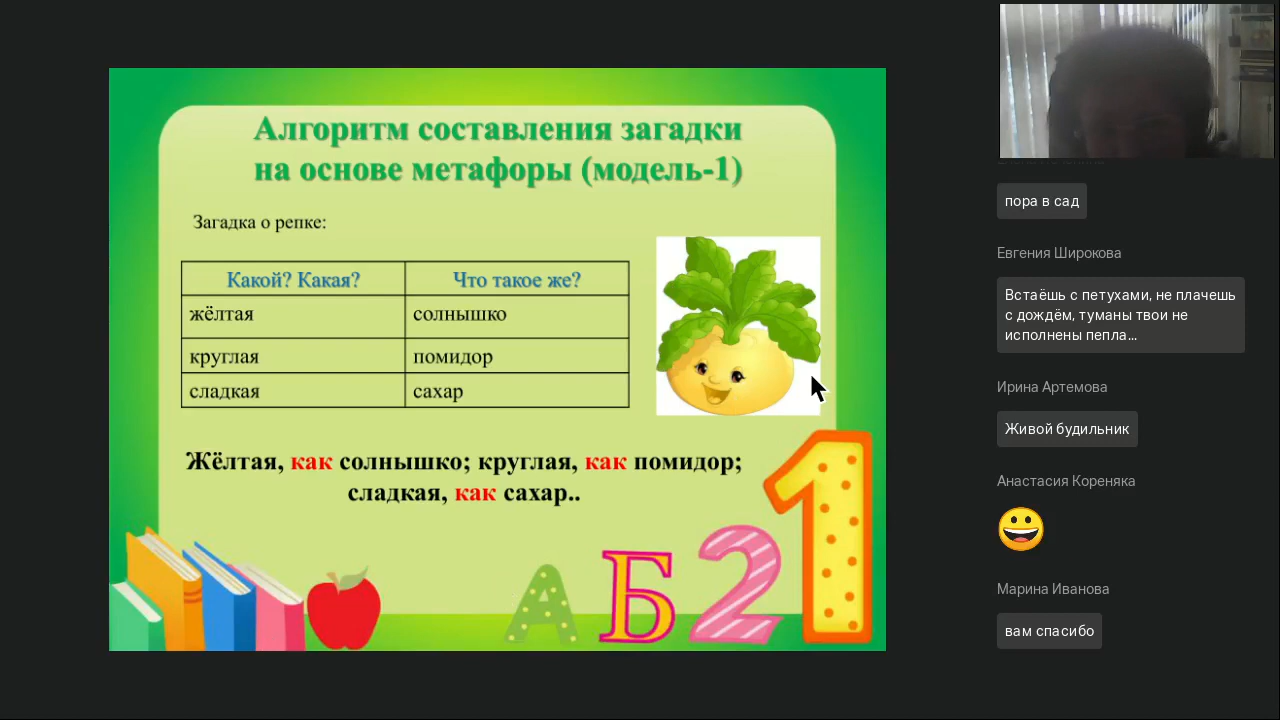 Алгоритм составления загадки
на основе метафоры (модель-1)
Загадка о репке:
Какой? Какая? Что такое же?
жёлтая солнышко
круглая помидор
сладкая сахар
Жёлтая, как солнышко; круглая, как помидор;
сладкая, как сахар..
А Б 2 1
пора в сад
Евгения Широкова
Встаёшь с петухами, не плачешь
с дождём, туманы твои не
исполнены пепла...
Ирина Артемова
Живой будильник
Анастасия Кореняка
Марина Иванова
вам спасибо